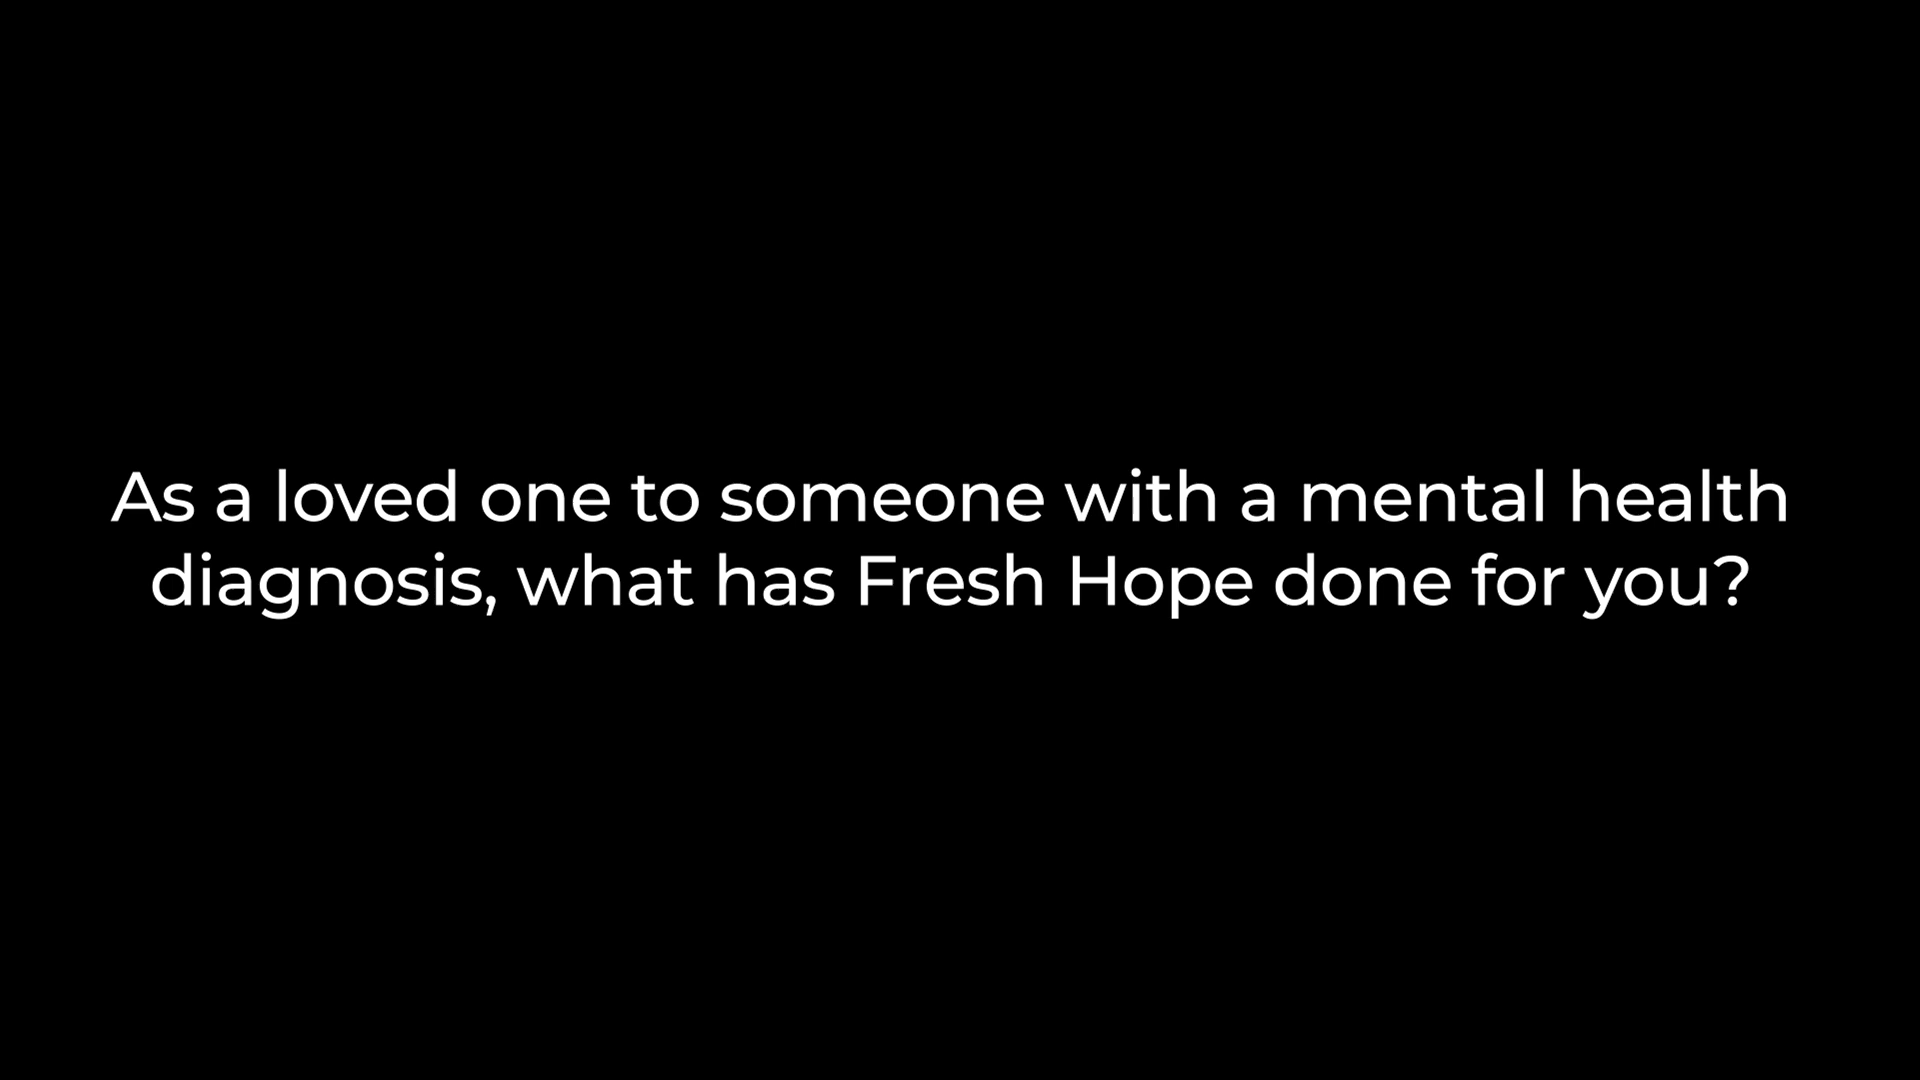 As a loved one to someone with a mental health
diagnosis, what has Fresh Hope done for you?